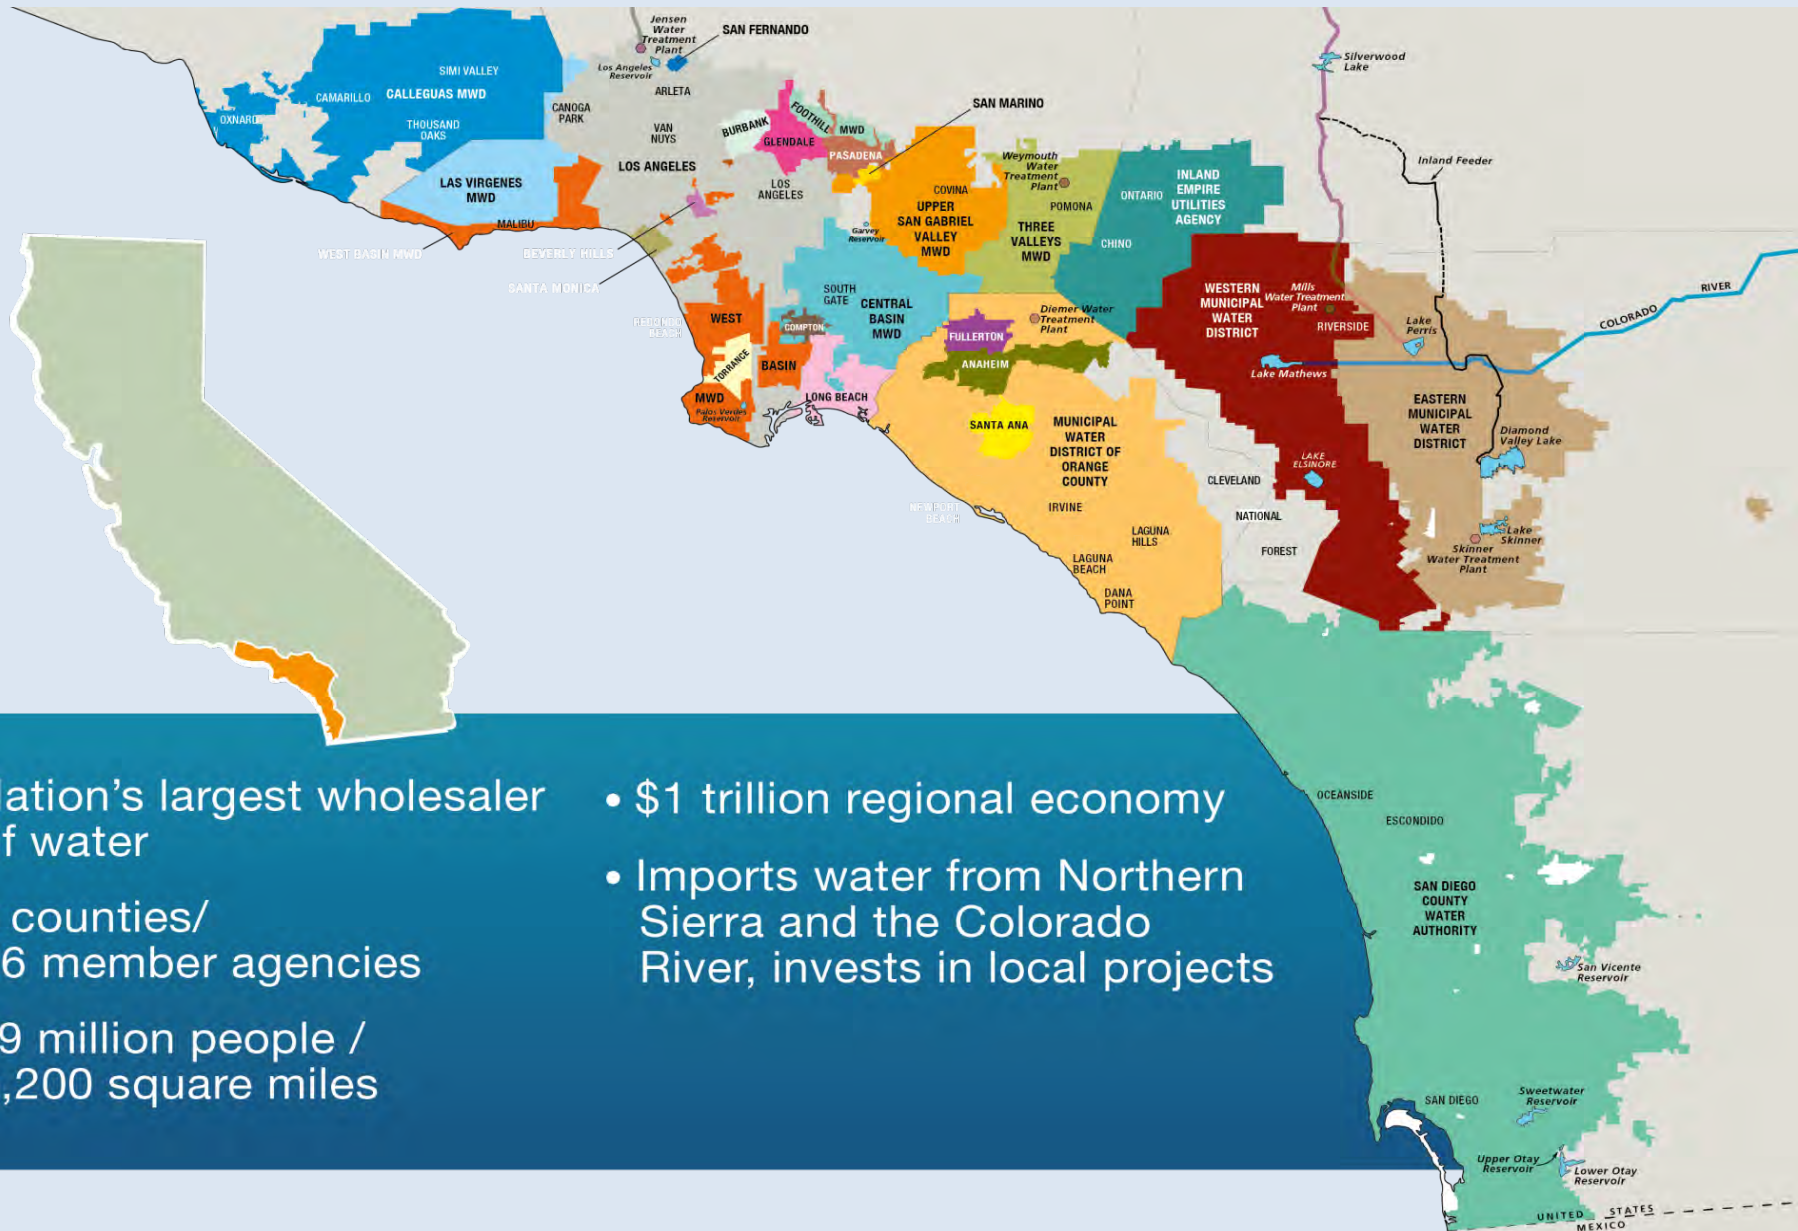 Jensen
Water
Treatment
Plant
SAN FERNANDO
Los Angeles
Reservoir
Silverwood
Lake
SIMI VALLEY
CAMARILLO
CALLEGUAS MWD
OXNARD
THOUSAND
OAKS
CANOGA
PARK
ARLETA
VAN
NUYS
BURBANK
GLENDALE
FOOTHILL
MWD
PASADENA
SAN MARINO
LOS ANGELES
LOS
ANGELES
LAS VIRGENES
MWD
MALIBU
WEST BASIN MWD
BEVERLY HILLS
SANTA MONICA
Garvey
Reservoir
COVINA
UPPER
SAN GABRIEL
VALLEY
MWD
Weymouth
Water
Treatment
Plant
POMONA
THREE
VALLEYS
MWD
ONTARIO
INLAND
EMPIRE
UTILITIES
AGENCY
CHINO
Inland Feeder
REDONDO
BEACH
WEST
BASIN
MWD
TORRANCE
Palos Verdes
Reservoir
COMPTON
SOUTH
GATE
CENTRAL
BASIN
MWD
LONG BEACH
FULLERTON
Diemer Water
Treatment
Plant
ANAHEIM
SANTA ANA
MUNICIPAL
WATER
DISTRICT OF
ORANGE
COUNTY
IRVINE
NEWPORT
BEACH
LAGUNA
HILLS
LAGUNA
BEACH
DANA
POINT
WESTERN
MUNICIPAL
WATER
DISTRICT
Mills
Water Treatment
Plant
RIVERSIDE
Lake
Perris
Lake Mathews
COLORADO
RIVER
EASTERN
MUNICIPAL
WATER
DISTRICT
Diamond
Valley Lake
LAKE
ELSINORE
CLEVELAND
NATIONAL
FOREST
Lake
Skinner
Skinner
Water Treatment
Plant
OCEANSIDE
ESCONDIDO
SAN DIEGO
COUNTY
WATER
AUTHORITY
San Vicente
Reservoir
SAN DIEGO
Sweetwater
Reservoir
Upper Otay
Reservoir
Lower Otay
Reservoir
UNITED STATES
MEXICO
lation's largest wholesaler
f water
counties/
6 member agencies
9 million people /
,200 square miles
• $1 trillion regional economy
• Imports water from Northern
Sierra and the Colorado
River, invests in local projects